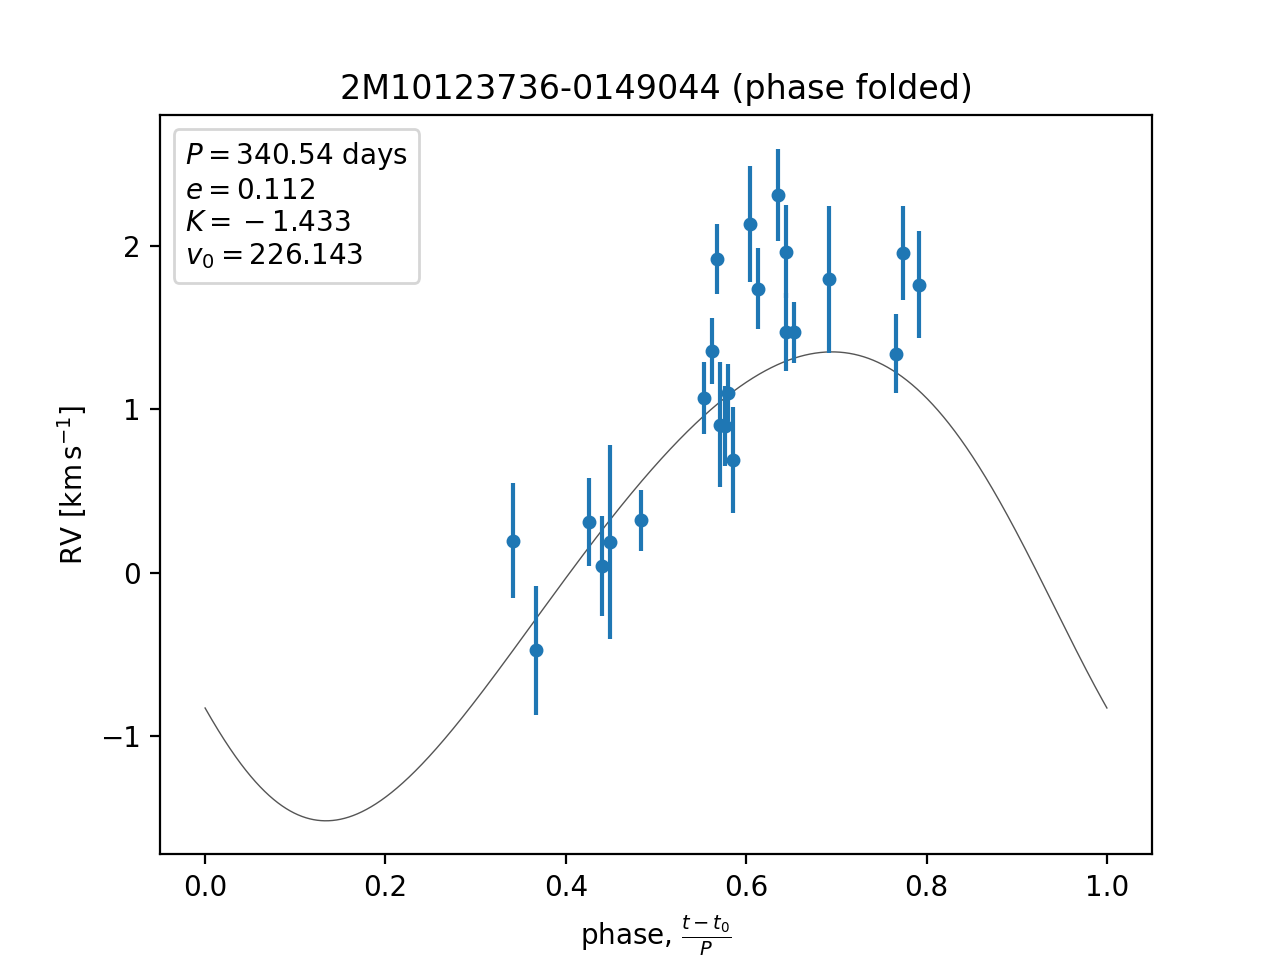 2M10123736-0149044 (phase folded)
P = 340.54 days
e = 0.112
K = −1.433
v₀ = 226.143
2
1
0
−1
RV [km s⁻¹]
0.0 0.2 0.4 0.6 0.8 1.0
phase, (t − t₀)/P